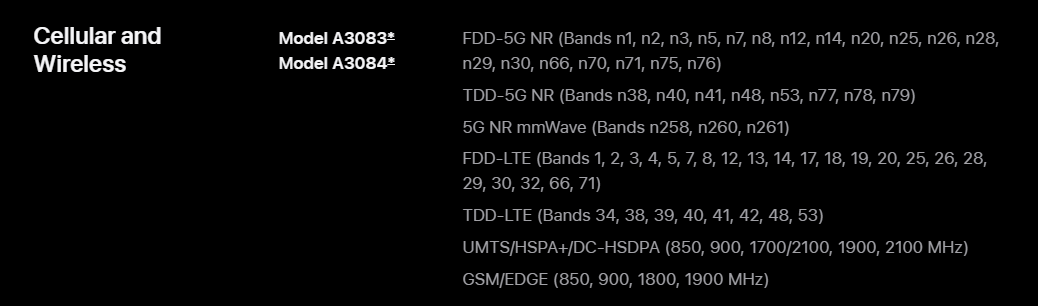 Cellular and
Wireless
Model A3083*
Model A3084*
FDD-5G NR (Bands n1, n2, n3, n5, n7, n8, n12, n14, n20, n25, n26, n28,
n29, n30, n66, n70, n71, n75, n76)
TDD-5G NR (Bands n38, n40, n41, n48, n53, n77, n78, n79)
5G NR mmWave (Bands n258, n260, n261)
FDD-LTE (Bands 1, 2, 3, 4, 5, 7, 8, 12, 13, 14, 17, 18, 19, 20, 25, 26, 28,
29, 30, 32, 66, 71)
TDD-LTE (Bands 34, 38, 39, 40, 41, 42, 48, 53)
UMTS/HSPA+/DC-HSDPA (850, 900, 1700/2100, 1900, 2100 MHz)
GSM/EDGE (850, 900, 1800, 1900 MHz)